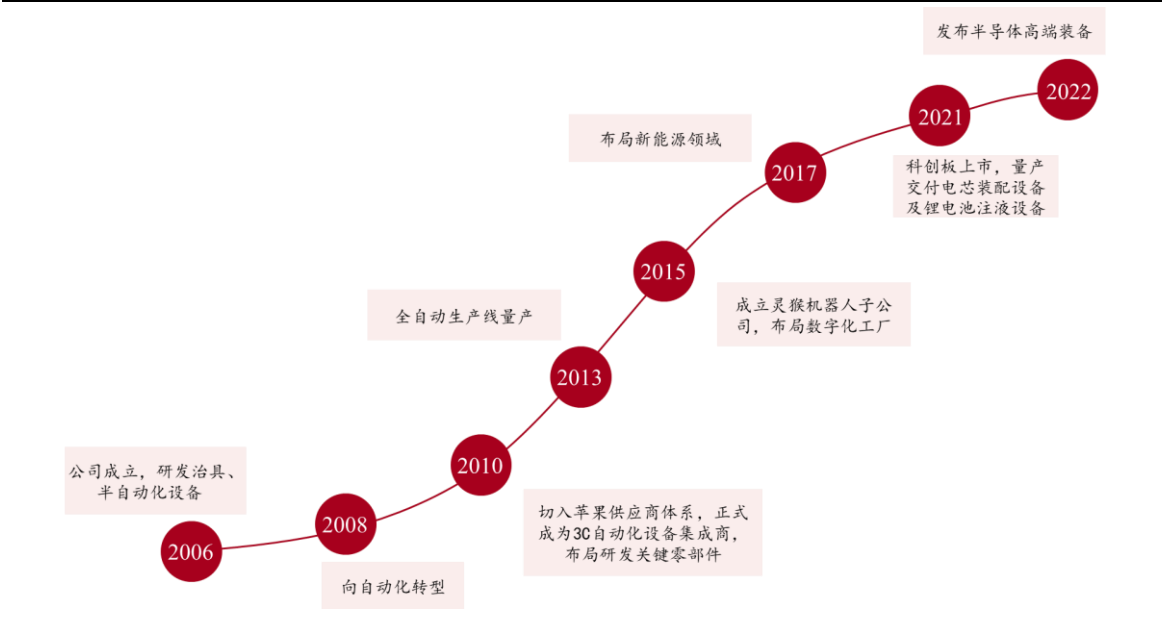 发布半导体高端装备
2022
2021
科创板上市，量产
交付电芯装配设备
及锂电池注液设备
布局新能源领域
2017
2015
成立灵猴机器人子公
司，布局数字化工厂
全自动生产线量产
2013
2010
切入苹果供应商体系，正式
成为3C自动化设备集成商，
布局研发关键零部件
公司成立，研发治具、
半自动化设备
2008
向自动化转型
2006